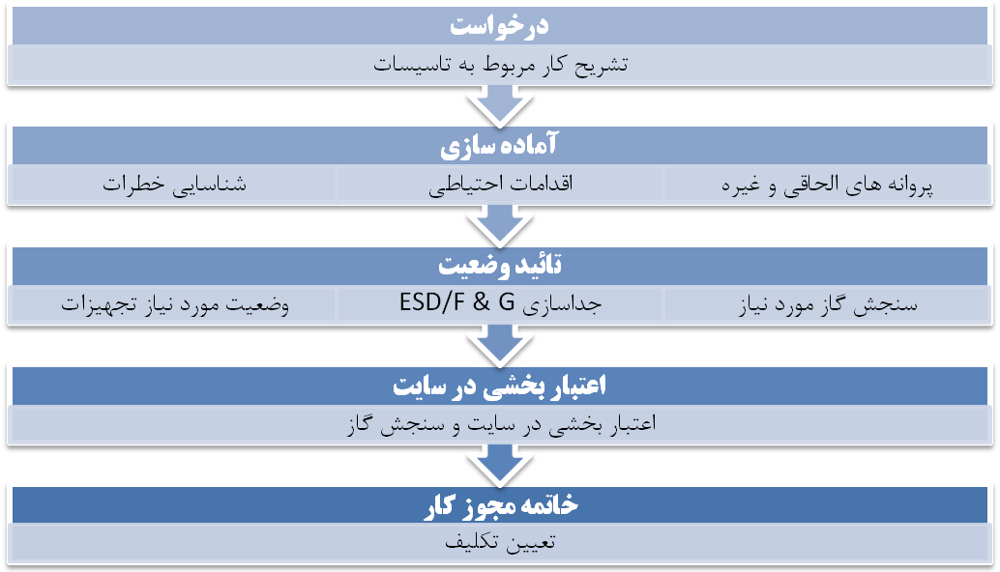 درخواست
تشریح کار مربوط به تاسیسات
آماده سازی
پروانه های الحاقی و غیره
اقدامات احتیاطی
شناسایی خطرات
تائید وضعیت
سنجش گاز مورد نیاز
جداسازی ESD/F & G
وضعیت مورد نیاز تجهیزات
اعتبار بخشی در سایت
اعتبار بخشی در سایت و سنجش گاز
خاتمه مجوز کار
تعیین تکلیف